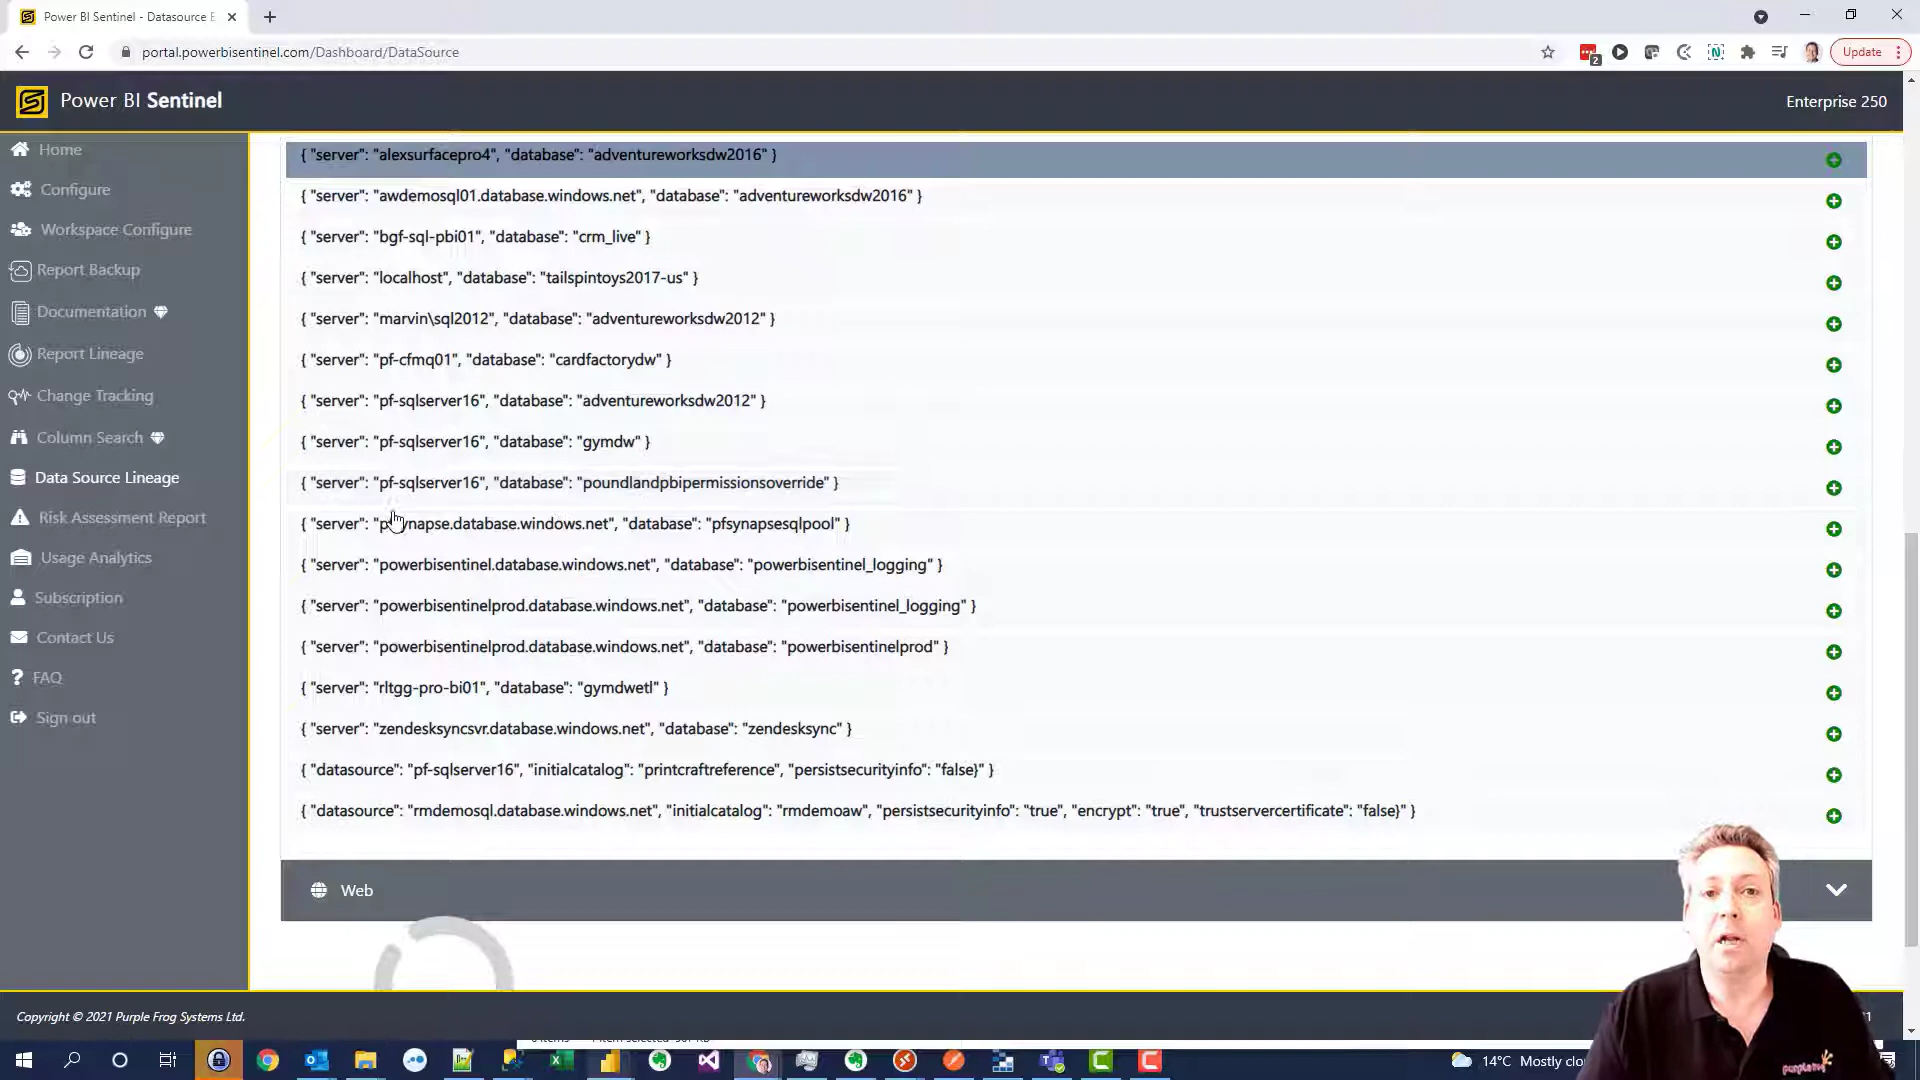 Power BI Sentinel - Datasource E
portal.powerbisentinel.com/Dashboard/DataSource
2
Update
Power BI Sentinel
Enterprise 250
Home
Configure
Workspace Configure
Report Backup
Documentation
Report Lineage
Change Tracking
Column Search
Data Source Lineage
Risk Assessment Report
Usage Analytics
Subscription
Contact Us
FAQ
Sign out
{ "server": "alexsurfacepro4", "database": "adventureworksdw2016" }
{ "server": "awdemosql01.database.windows.net", "database": "adventureworksdw2016" }
{ "server": "bgf-sql-pbi01", "database": "crm_live" }
{ "server": "localhost", "database": "tailspintoys2017-us" }
{ "server": "marvin\sql2012", "database": "adventureworksdw2012" }
{ "server": "pf-cfmq01", "database": "cardfactorydw" }
{ "server": "pf-sqlserver16", "database": "adventureworksdw2012" }
{ "server": "pf-sqlserver16", "database": "gymdw" }
{ "server": "pf-sqlserver16", "database": "poundlandpbipermissionsoverride" }
{ "server": "pfsynapse.database.windows.net", "database": "pfsynapsesqlpool" }
{ "server": "powerbisentinel.database.windows.net", "database": "powerbisentinel_logging" }
{ "server": "powerbisentinelprod.database.windows.net", "database": "powerbisentinel_logging" }
{ "server": "powerbisentinelprod.database.windows.net", "database": "powerbisentinelprod" }
{ "server": "rltgg-pro-bi01", "database": "gymdwetl" }
{ "server": "zendesksyncsvr.database.windows.net", "database": "zendesksync" }
{ "datasource": "pf-sqlserver16", "initialcatalog": "printcraftreference", "persistsecurityinfo": "false}" }
{ "datasource": "rmdemosql.database.windows.net", "initialcatalog": "rmdemoaw", "persistsecurityinfo": "true", "encrypt": "true", "trustservercertificate": "false}" }
Web
Copyright © 2021 Purple Frog Systems Ltd.
14°C Mostly